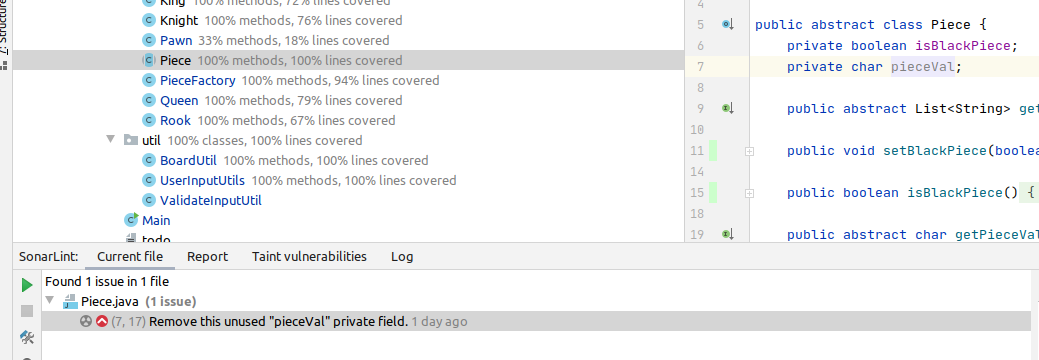 King 100% methods, 72% lines covered
Knight 100% methods, 76% lines covered
Pawn 33% methods, 18% lines covered
Piece 100% methods, 100% lines covered
PieceFactory 100% methods, 94% lines covered
Queen 100% methods, 79% lines covered
Rook 100% methods, 67% lines covered
util 100% classes, 100% lines covered
BoardUtil 100% methods, 100% lines covered
UserInputUtils 100% methods, 100% lines covered
ValidateInputUtil
Main
todo
7: Structure
4
5 public abstract class Piece {
6 private boolean isBlackPiece;
7 private char pieceVal;
8
9 public abstract List<String> get
10
11 public void setBlackPiece(boolea
14
15 public boolean isBlackPiece() {
18
19 public abstract char getPieceVa
SonarLint: Current file Report Taint vulnerabilities Log
Found 1 issue in 1 file
Piece.java (1 issue)
(7, 17) Remove this unused "pieceVal" private field. 1 day ago